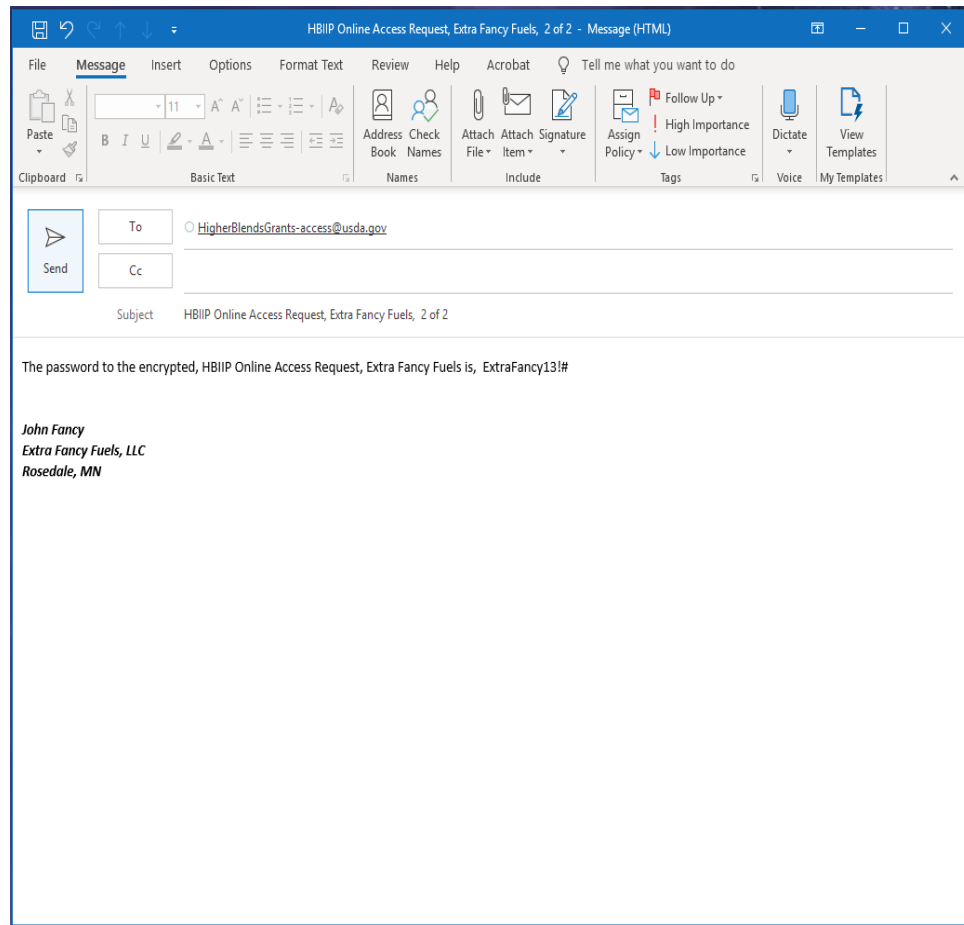 HBIIP Online Access Request, Extra Fancy Fuels, 2 of 2 - Message (HTML)
File Message Insert Options Format Text Review Help Acrobat Tell me what you want to do
Paste
Clipboard
11
B I U
Basic Text
Address Book
Check Names
Names
Attach File
Attach Item
Signature
Include
Assign Policy
Follow Up
High Importance
Low Importance
Tags
Dictate
Voice
View Templates
My Templates
Send
To
HigherBlendsGrants-access@usda.gov
Cc
Subject
HBIIP Online Access Request, Extra Fancy Fuels, 2 of 2
The password to the encrypted, HBIIP Online Access Request, Extra Fancy Fuels is, ExtraFancy13!#
John Fancy
Extra Fancy Fuels, LLC
Rosedale, MN